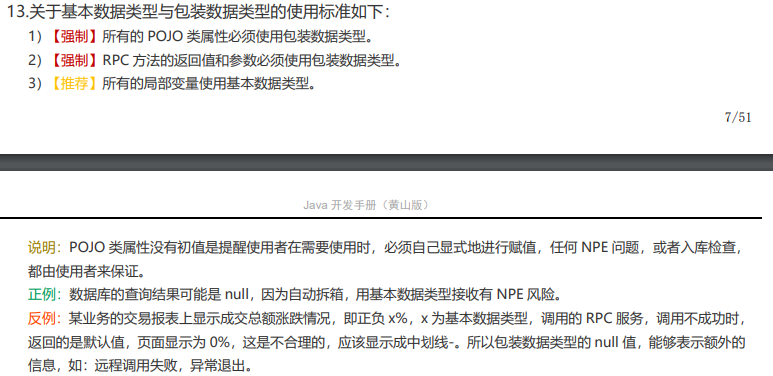 13.关于基本数据类型与包装数据类型的使用标准如下：
1）【强制】所有的 POJO 类属性必须使用包装数据类型。
2）【强制】RPC 方法的返回值和参数必须使用包装数据类型。
3）【推荐】所有的局部变量使用基本数据类型。
7/51
Java 开发手册（黄山版）
说明：POJO 类属性没有初值是提醒使用者在需要使用时，必须自己显式地进行赋值，任何 NPE 问题，或者入库检查，
都由使用者来保证。
正例：数据库的查询结果可能是 null，因为自动拆箱，用基本数据类型接收有 NPE 风险。
反例：某业务的交易报表上显示成交总额涨跌情况，即正负 x%，x 为基本数据类型，调用的 RPC 服务，调用不成功时，
返回的是默认值，页面显示为 0%，这是不合理的，应该显示成中划线-。所以包装数据类型的 null 值，能够表示额外的
信息，如：远程调用失败，异常退出。